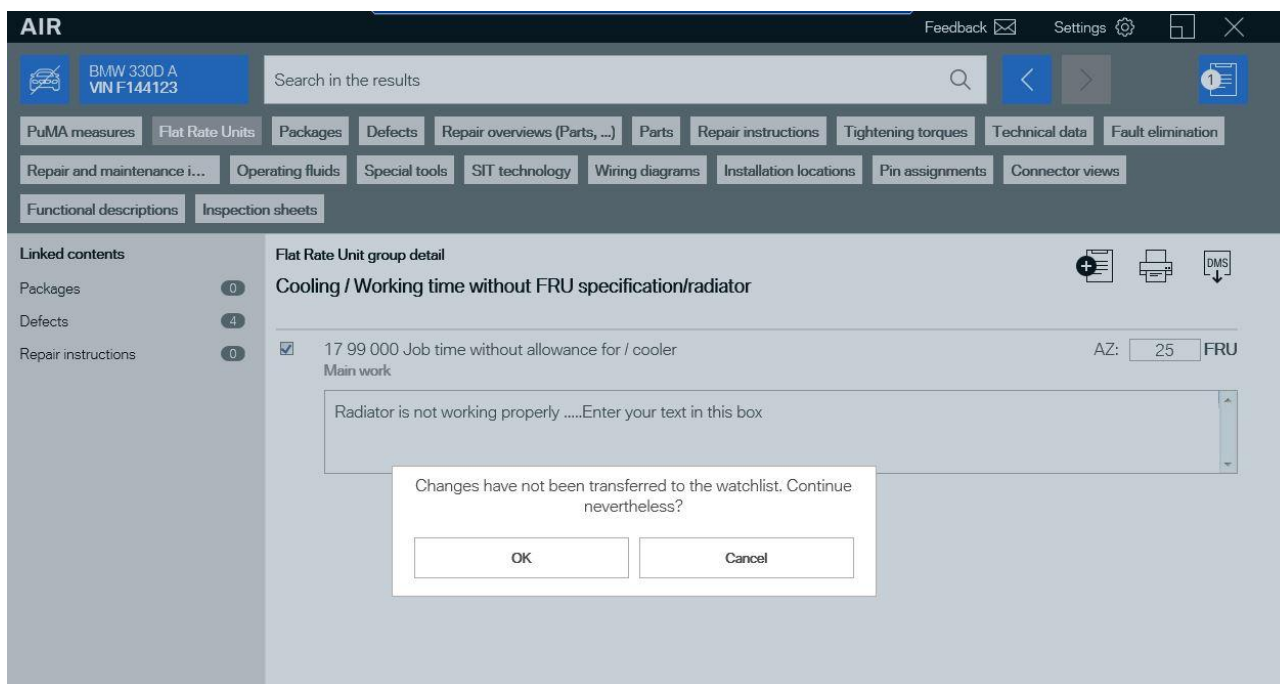 AIR
Feedback
Settings
BMW 330D A
VIN F144123
Search in the results
1
PuMA measures
Flat Rate Units
Packages
Defects
Repair overviews (Parts, ...)
Parts
Repair instructions
Tightening torques
Technical data
Fault elimination
Repair and maintenance i...
Operating fluids
Special tools
SIT technology
Wiring diagrams
Installation locations
Pin assignments
Connector views
Functional descriptions
Inspection sheets
Linked contents
Packages 0
Defects 4
Repair instructions 0
Flat Rate Unit group detail
Cooling / Working time without FRU specification/radiator
DMS
17 99 000 Job time without allowance for / cooler
Main work
AZ: 25 FRU
Radiator is not working properly .....Enter your text in this box
Changes have not been transferred to the watchlist. Continue
nevertheless?
OK
Cancel